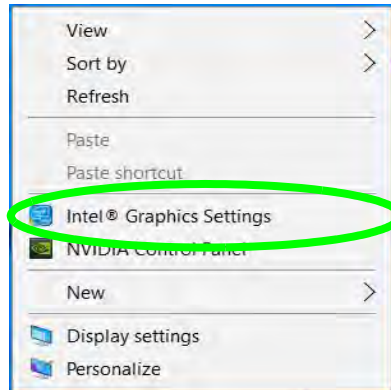 View
Sort by
Refresh
Paste
Paste shortcut
Intel® Graphics Settings
NVIDIA Control Panel
New
Display settings
Personalize